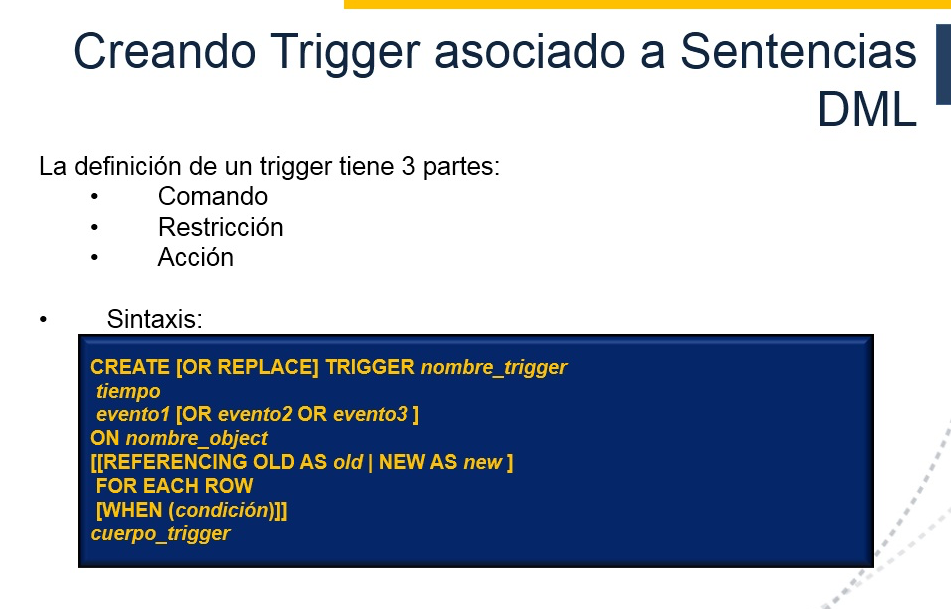 Creando Trigger asociado a Sentencias
DML
La definición de un trigger tiene 3 partes:
• Comando
• Restricción
• Acción
• Sintaxis:
CREATE [OR REPLACE] TRIGGER nombre_trigger
tiempo
evento1 [OR evento2 OR evento3 ]
ON nombre_object
[[REFERENCING OLD AS old | NEW AS new ]
FOR EACH ROW
[WHEN (condición)]]
cuerpo_trigger